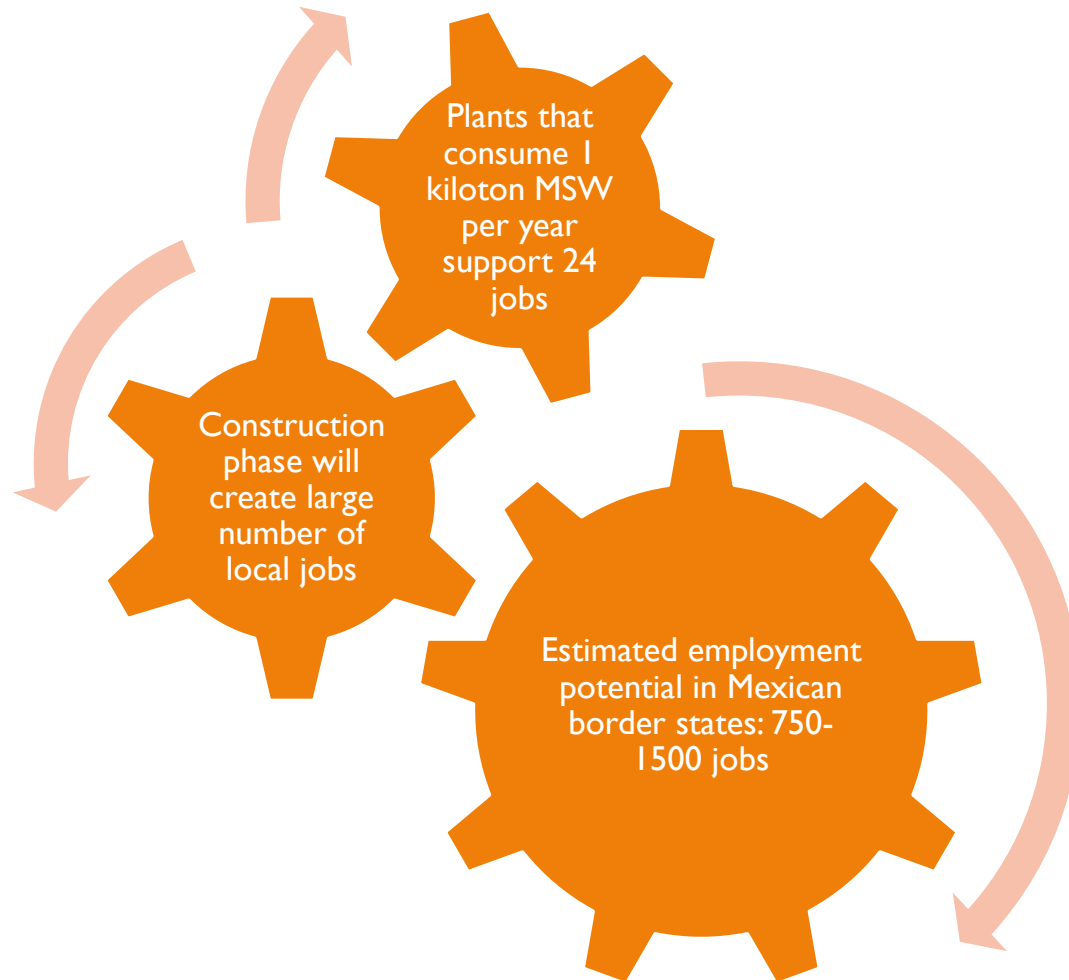 Plants that
consume 1
kiloton MSW
per year
support 24
jobs
Construction
phase will
create large
number of
local jobs
Estimated employment
potential in Mexican
border states: 750-
1500 jobs